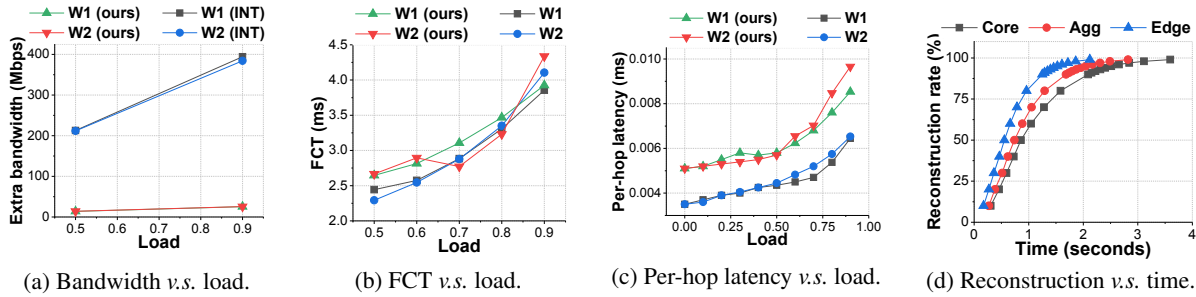 W1 (ours) W1 (INT)
W2 (ours) W2 (INT)
Extra bandwidth (Mbps)
400
300
200
100
0
0.5 0.6 0.7 0.8 0.9
Load
(a) Bandwidth v.s. load.
W1 (ours) W1
W2 (ours) W2
FCT (ms)
4.5
4.0
3.5
3.0
2.5
2.0
0.5 0.6 0.7 0.8 0.9
Load
(b) FCT v.s. load.
W1 (ours) W1
W2 (ours) W2
Per-hop latency (ms)
0.010
0.008
0.006
0.004
0.00 0.25 0.50 0.75 1.00
Load
(c) Per-hop latency v.s. load.
Core Agg Edge
Reconstruction rate (%)
100
75
50
25
0
0 1 2 3 4
Time (seconds)
(d) Reconstruction v.s. time.